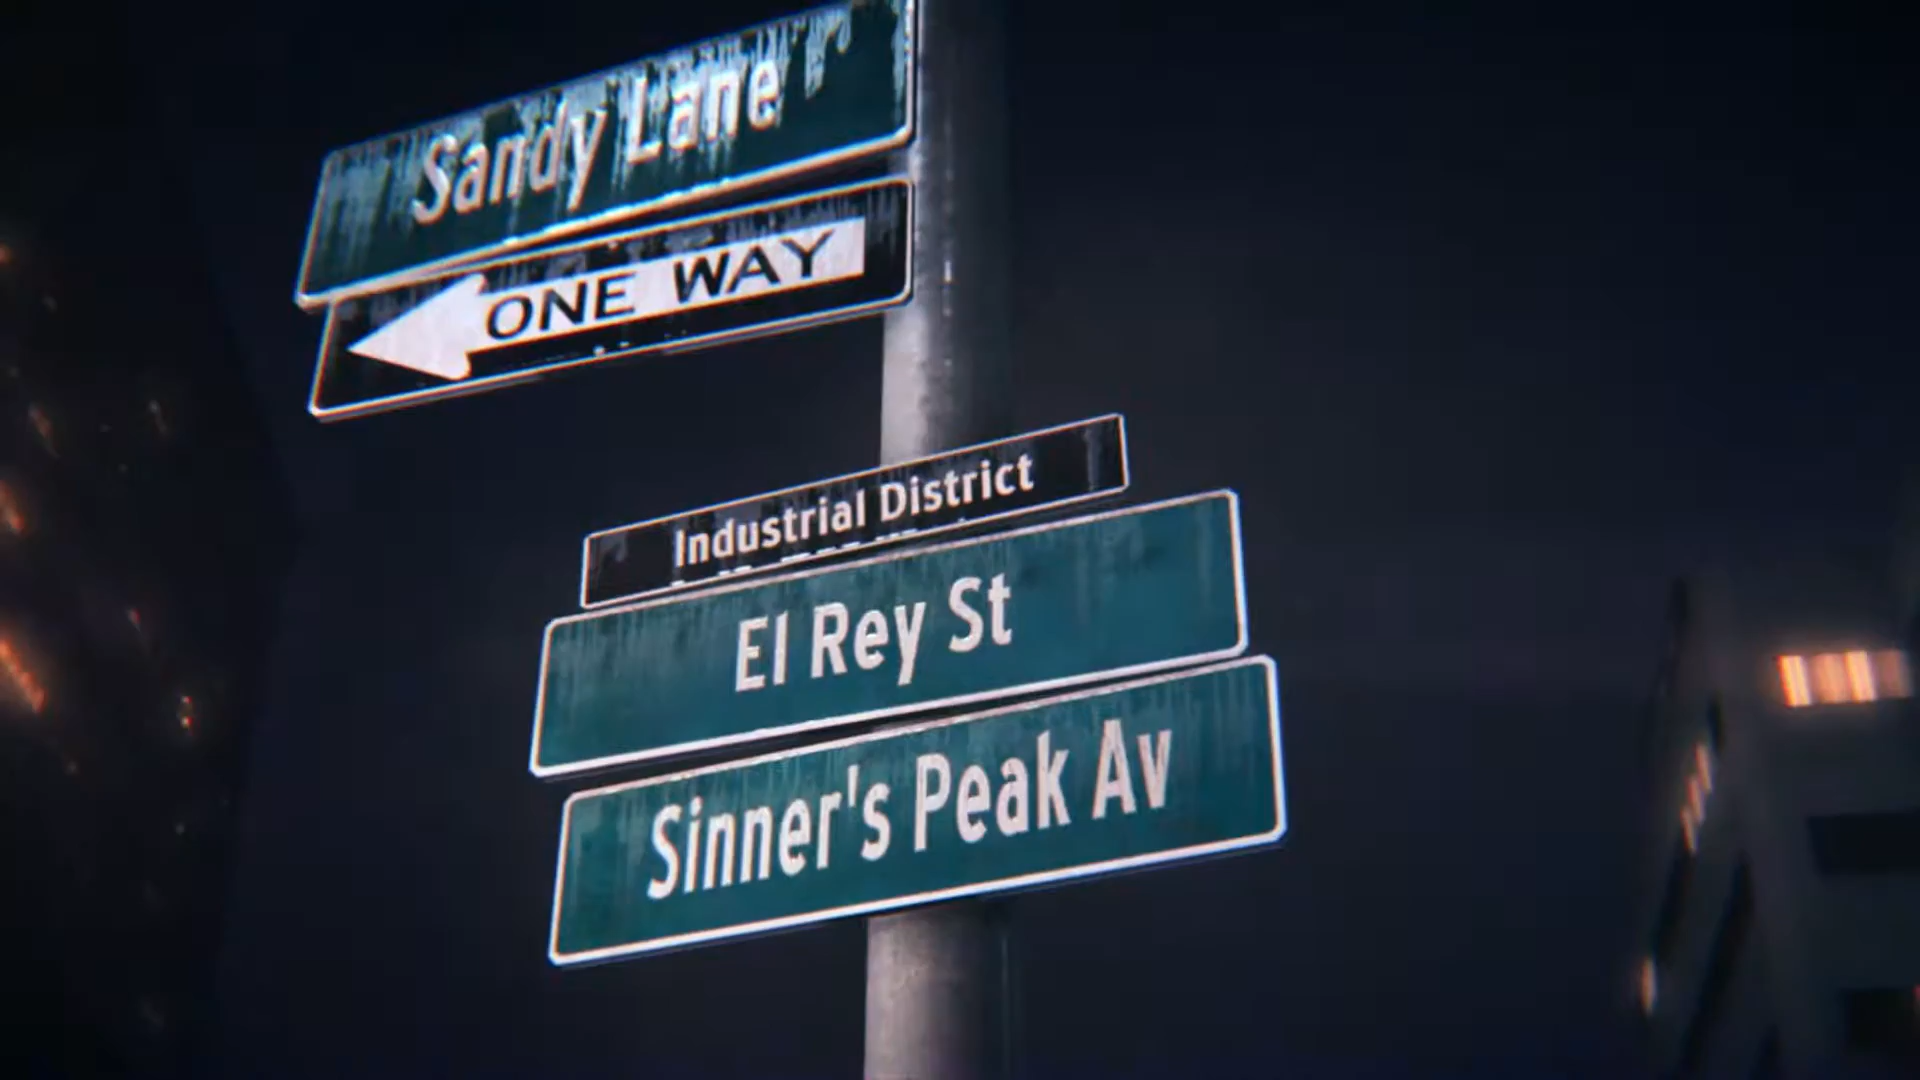 Sandy Lane
ONE WAY
Industrial District
El Rey St
Sinner's Peak Av